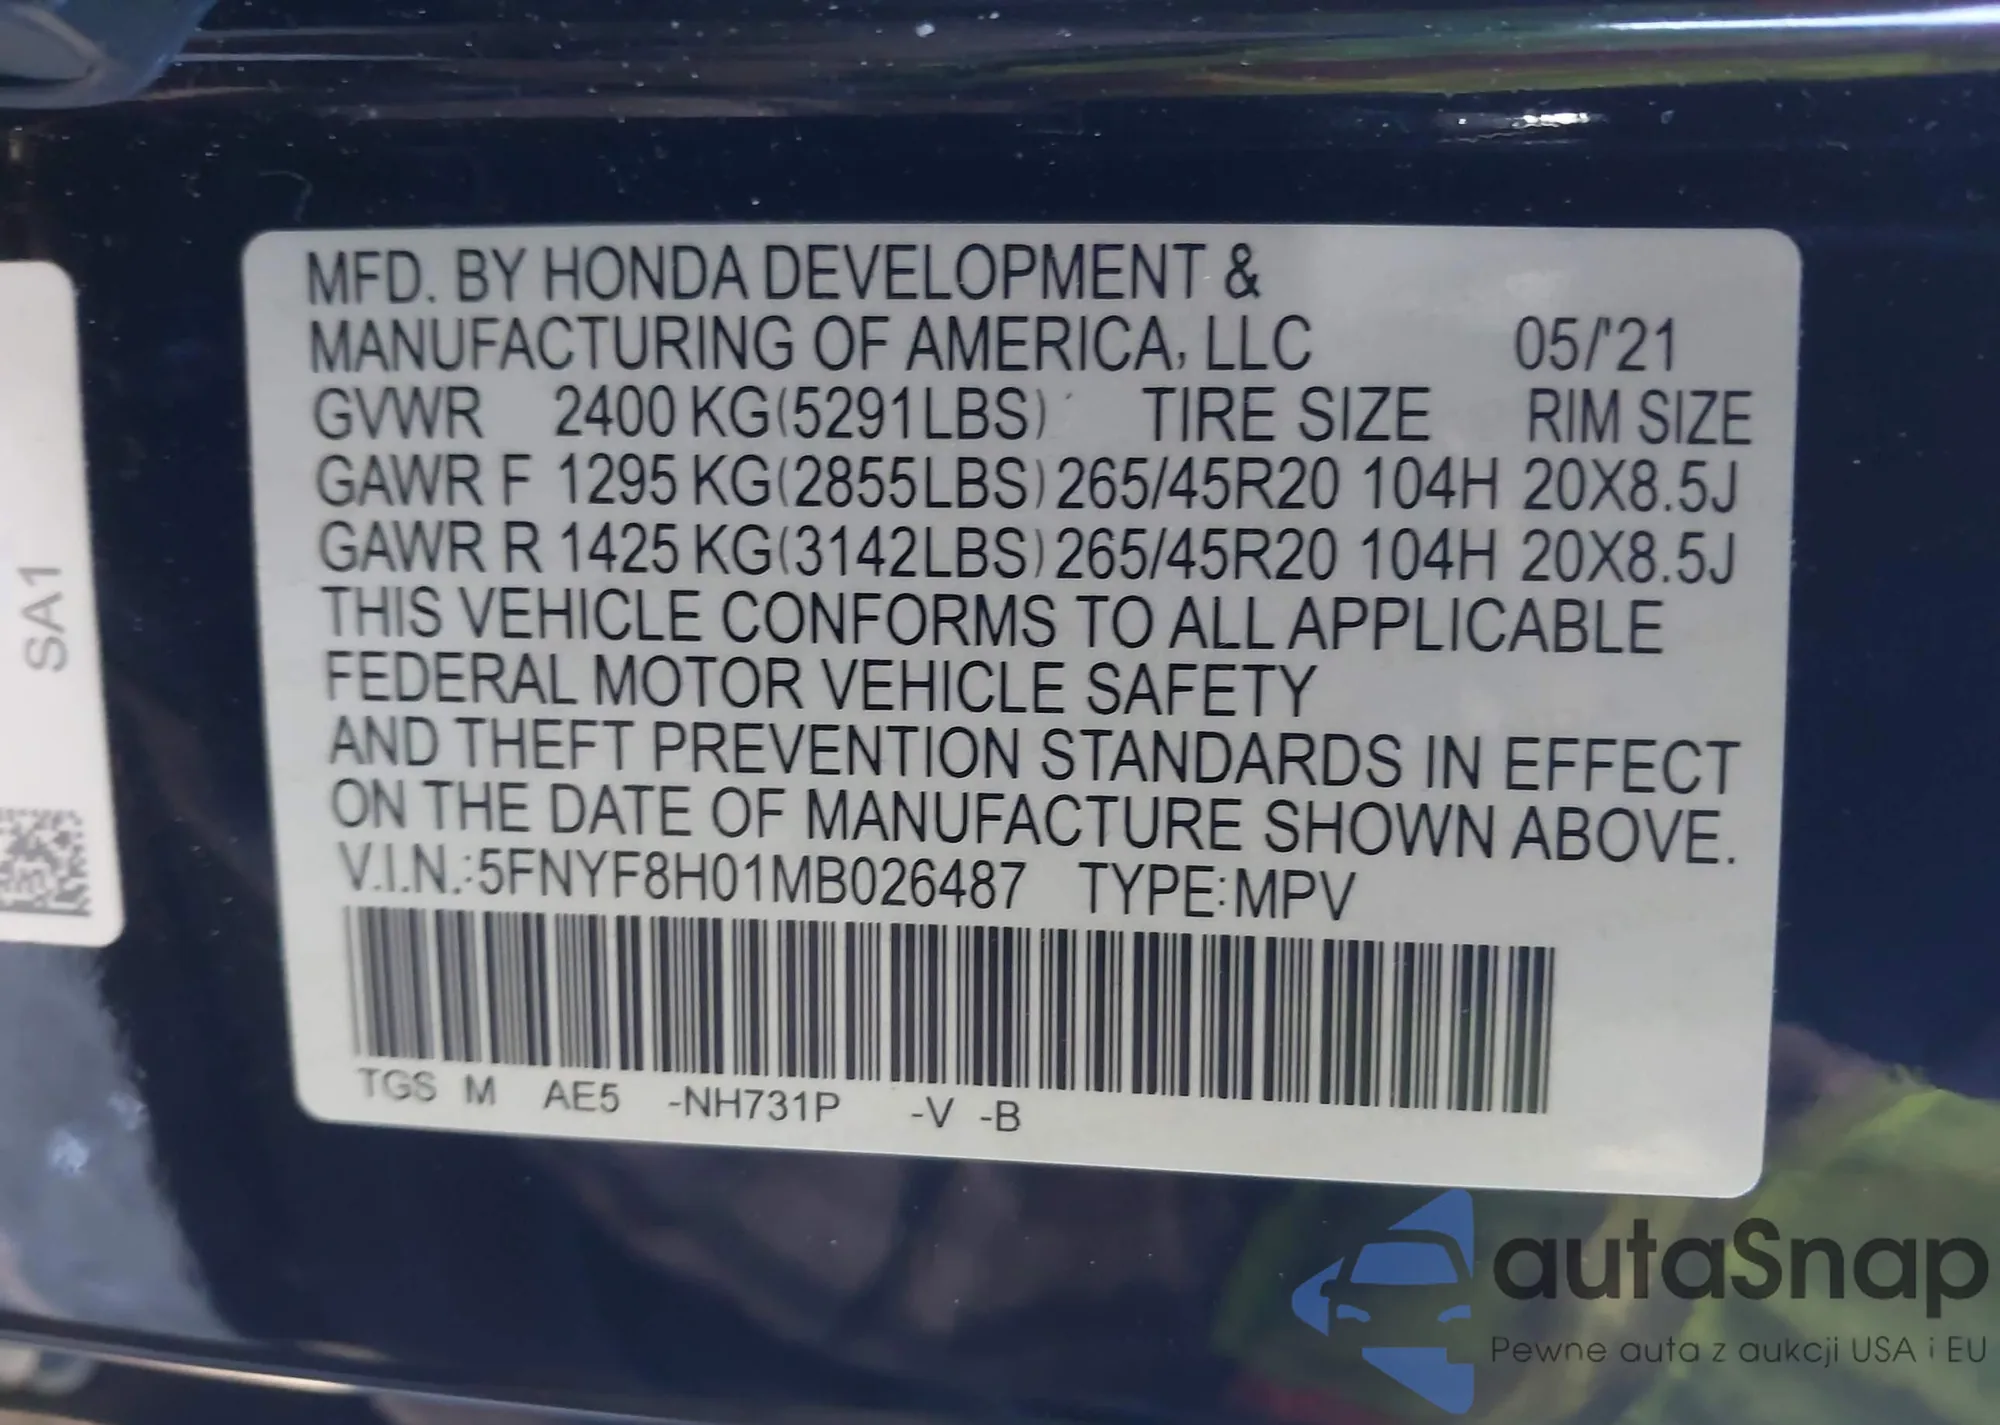 MFD. BY HONDA DEVELOPMENT &
MANUFACTURING OF AMERICA, LLC 05/'21
GVWR 2400 KG(5291LBS) TIRE SIZE RIM SIZE
GAWR F 1295 KG(2855LBS) 265/45R20 104H 20X8.5J
GAWR R 1425 KG(3142LBS) 265/45R20 104H 20X8.5J
THIS VEHICLE CONFORMS TO ALL APPLICABLE
FEDERAL MOTOR VEHICLE SAFETY
AND THEFT PREVENTION STANDARDS IN EFFECT
ON THE DATE OF MANUFACTURE SHOWN ABOVE.
V.I.N.:5FNYF8H01MB026487 TYPE:MPV
TGS M AE5 -NH731P -V -B
SA1
autaSnap
Pewne auta z aukcji USA i EU